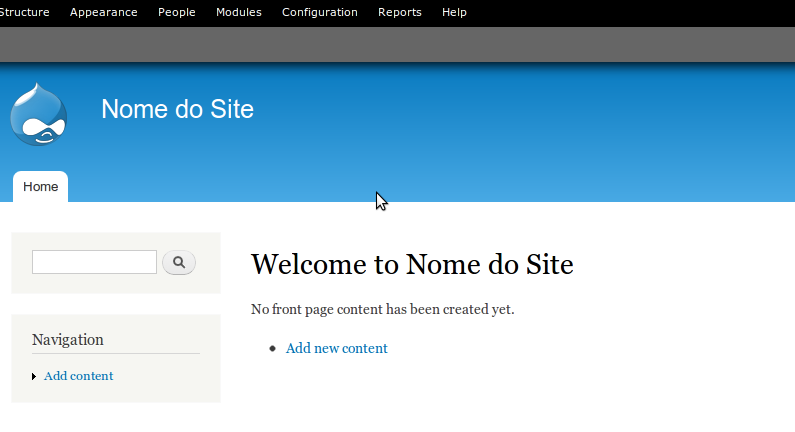 Structure Appearance People Modules Configuration Reports Help
Nome do Site
Home
Welcome to Nome do Site
No front page content has been created yet.
Add new content
Navigation
Add content